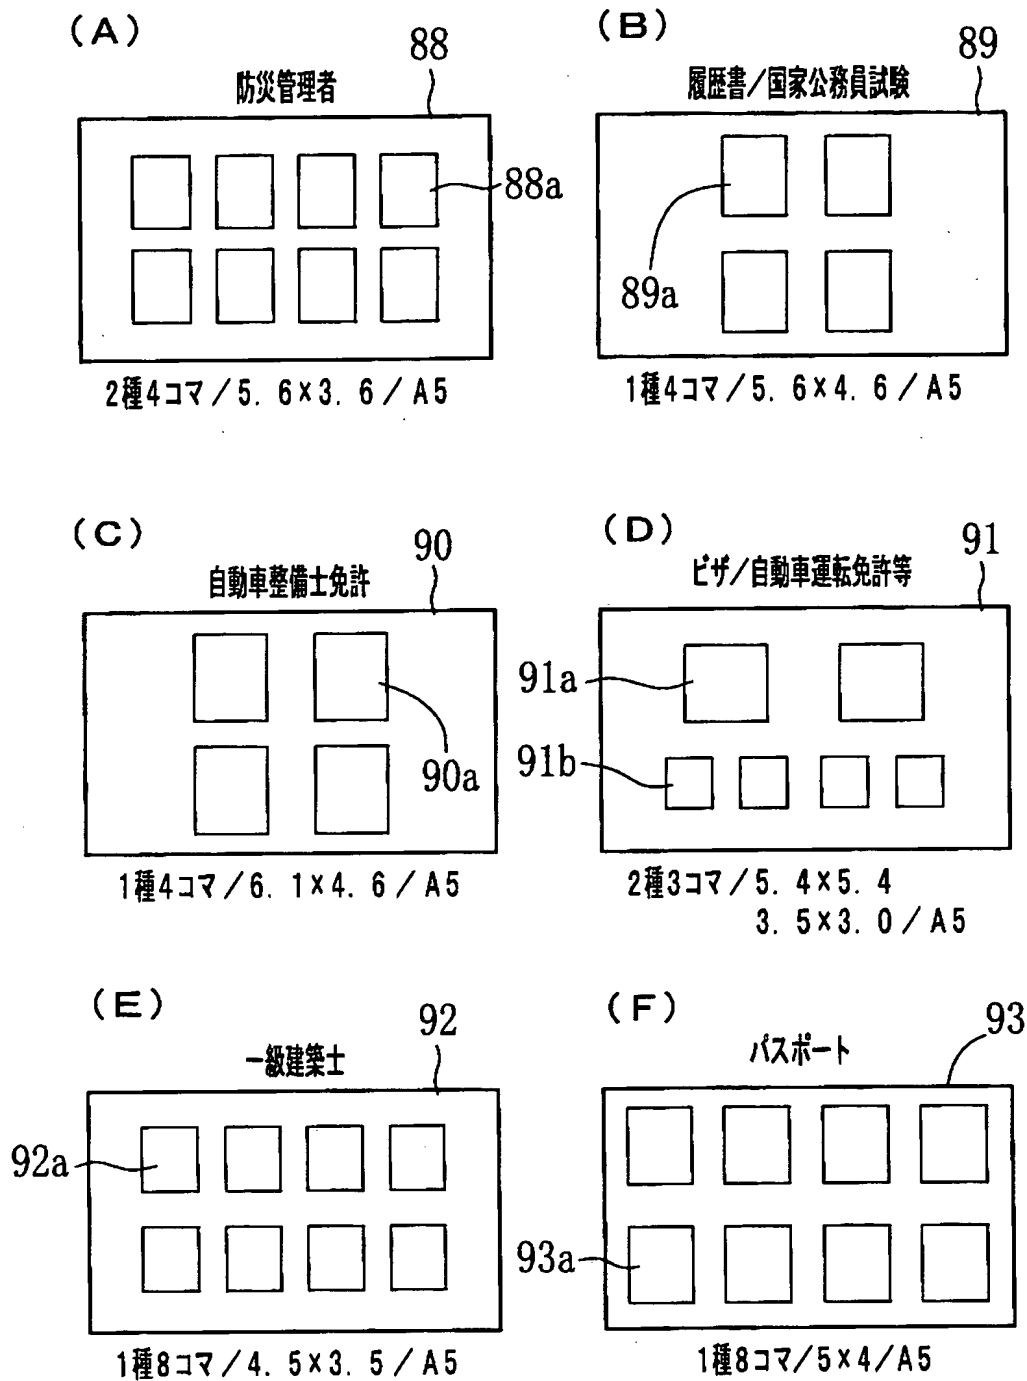 (A)
88
防災管理者
88a
2種4コマ/5.6×3.6/A5
(B)
89
履歴書/国家公務員試験
89a
1種4コマ/5.6×4.6/A5
(C)
90
自動車整備士免許
90a
1種4コマ/6.1×4.6/A5
(D)
91
ビザ/自動車運転免許等
91a
91b
2種3コマ/5.4×5.4
3.5×3.0/A5
(E)
92
一級建築士
92a
1種8コマ/4.5×3.5/A5
(F)
93
パスポート
93a
1種8コマ/5×4/A5